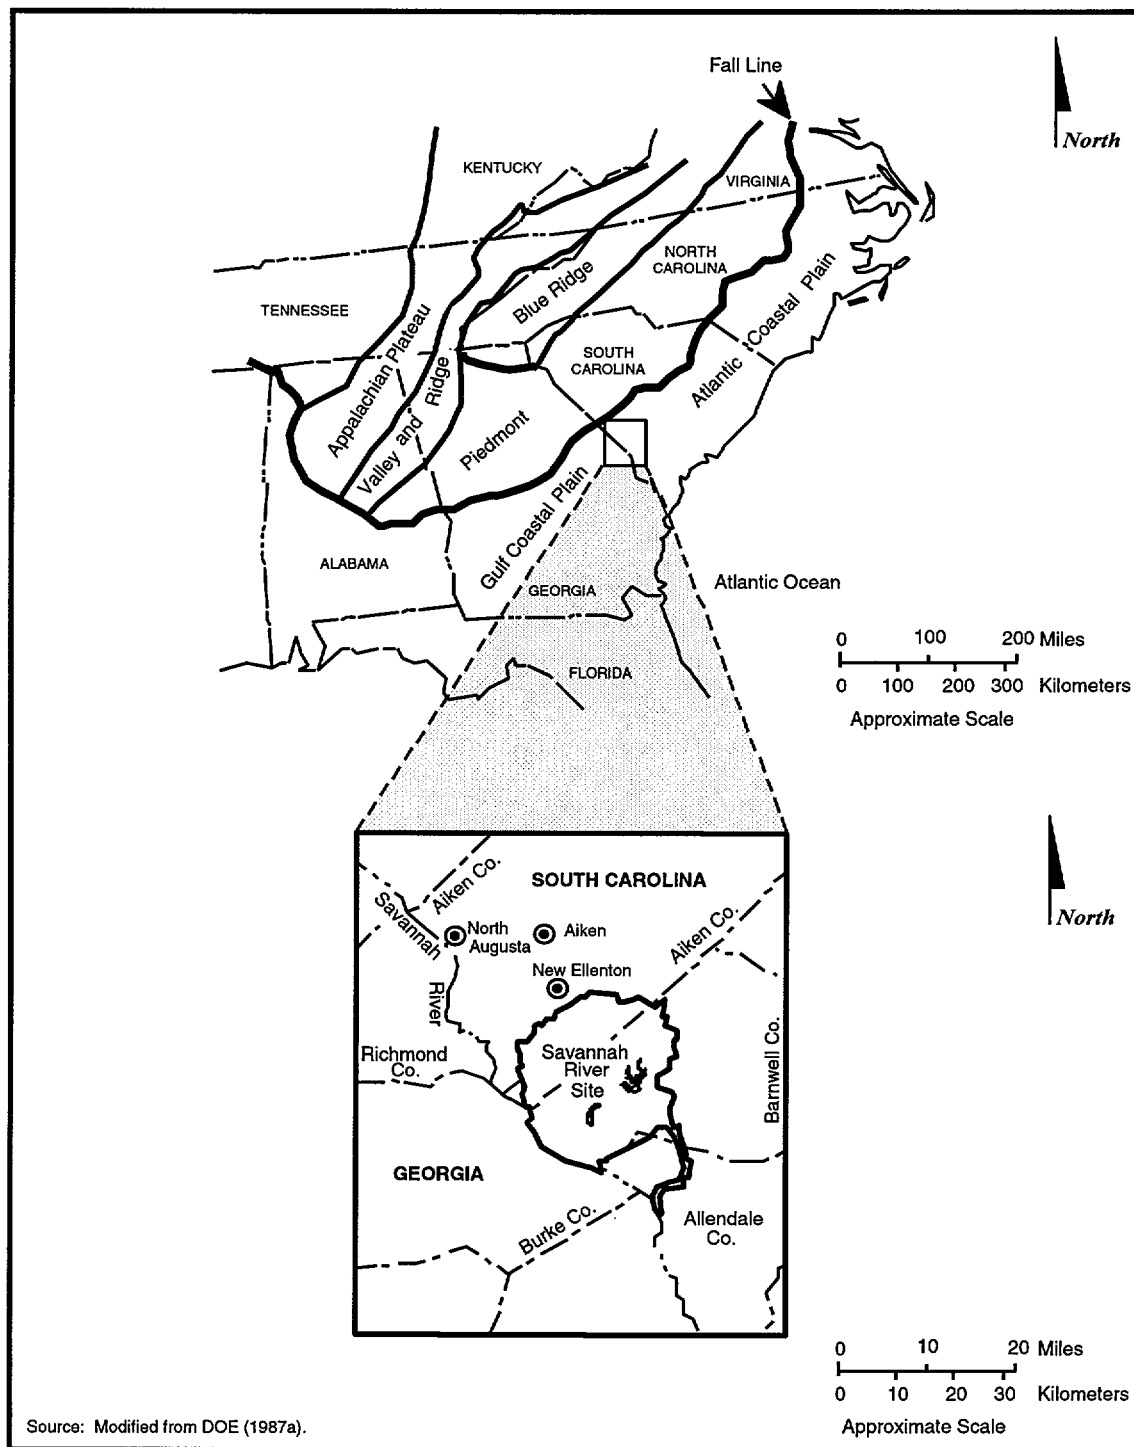 Fall Line
North
KENTUCKY
VIRGINIA
NORTH
CAROLINA
TENNESSEE
Blue Ridge
Appalachian Plateau
Valley and Ridge
SOUTH
CAROLINA
Atlantic Coastal Plain
Piedmont
Gulf Coastal Plain
ALABAMA
GEORGIA
Atlantic Ocean
FLORIDA
0 100 200 Miles
0 100 200 300 Kilometers
Approximate Scale
North
SOUTH CAROLINA
Aiken Co.
Savannah
River
North
Augusta
Aiken
Aiken Co.
New Ellenton
Richmond
Co.
Savannah
River
Site
Barnwell Co.
GEORGIA
Burke Co.
Allendale
Co.
0 10 20 Miles
0 10 20 30 Kilometers
Approximate Scale
Source: Modified from DOE (1987a).